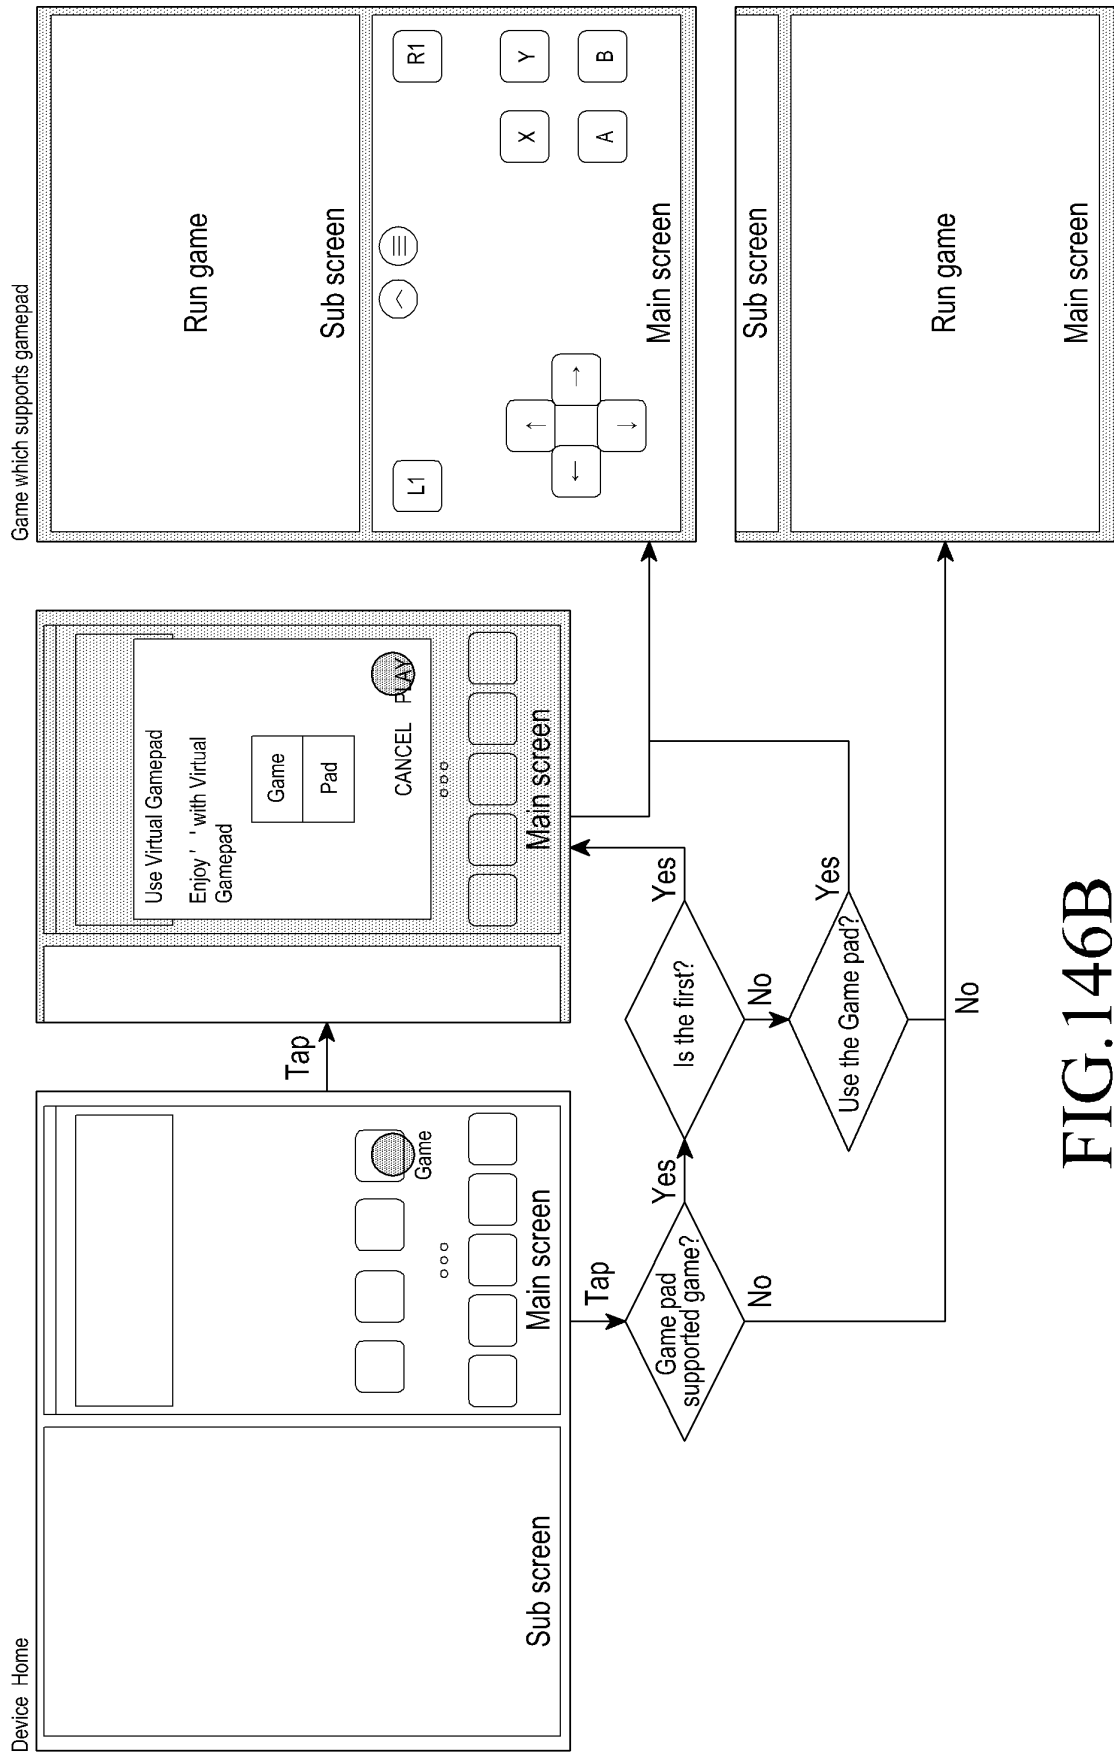 Device Home
Sub screen
Game
Main screen
Tap
Use Virtual Gamepad
Enjoy ' ' with Virtual
Gamepad
Game
Pad
CANCEL PLAY
Main screen
Game which supports gamepad
Run game
Sub screen
L1
R1
←
↑
↓
→
X
Y
A
B
Main screen
Tap
Game pad
supported game?
Yes
No
Is the first?
Yes
No
Use the Game pad?
Yes
No
Sub screen
Run game
Main screen
FIG.146B